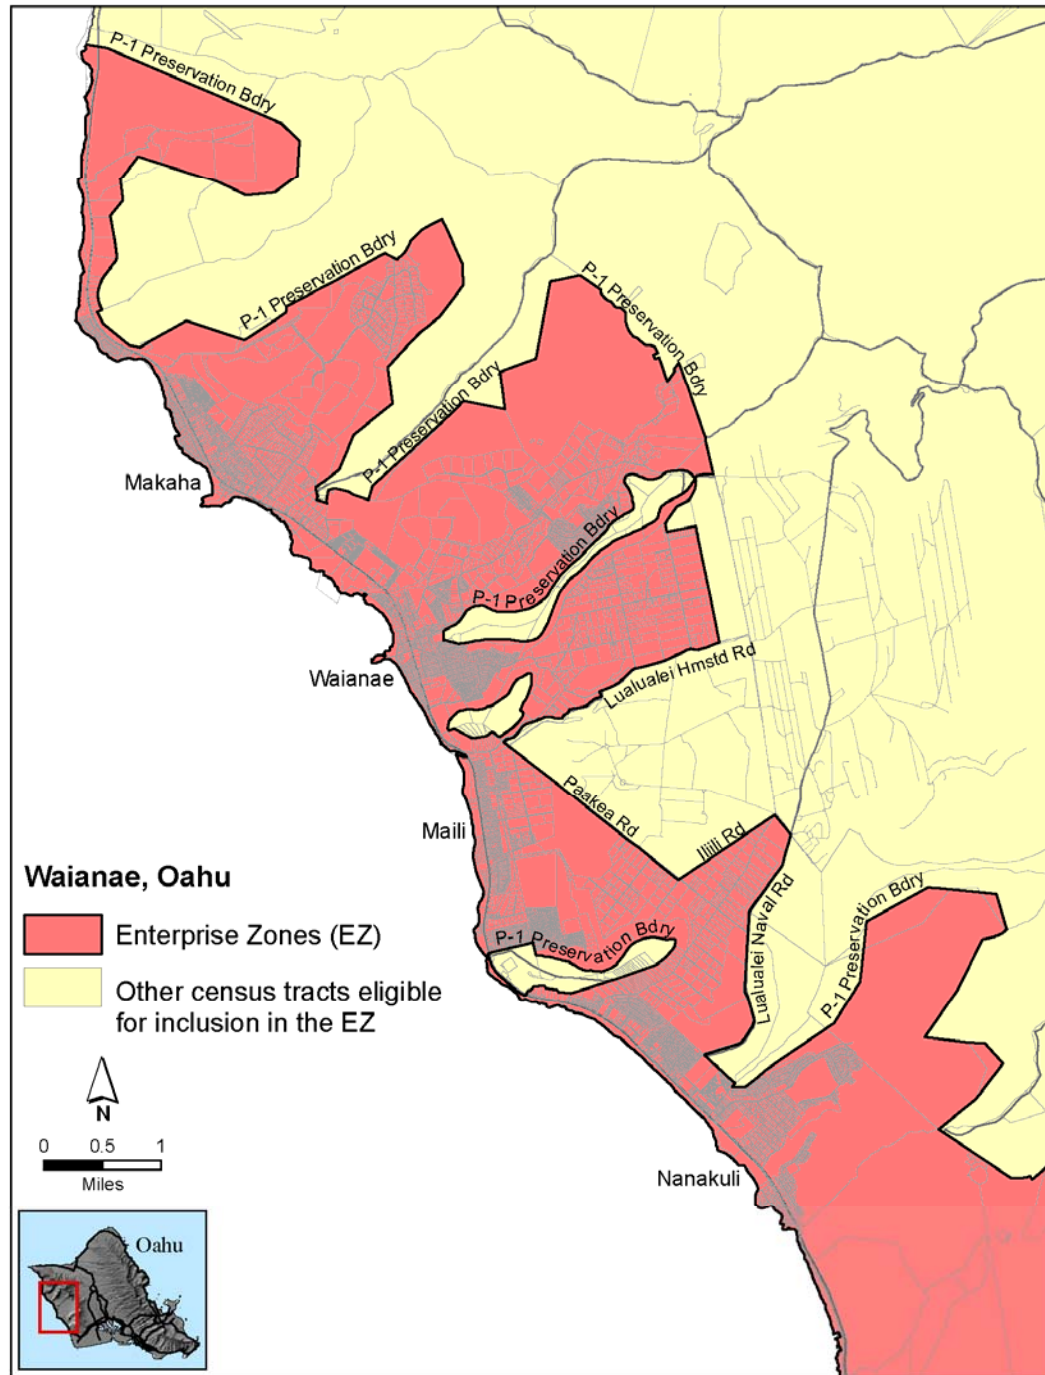 P-1 Preservation Bdry
P-1 Preservation Bdry
P-1 Preservation Bdry
P-1 Preservation Bdry
Makaha
P-1 Preservation Bdry
Waianae
Lualualei Hmstd Rd
Paakea Rd
Maili
Iliili Rd
Waianae, Oahu
Enterprise Zones (EZ)
Other census tracts eligible
for inclusion in the EZ
P-1 Preservation Bdry
Lualualei Naval Rd
P-1 Preservation Bdry
N
0 0.5 1
Miles
Nanakuli
Oahu